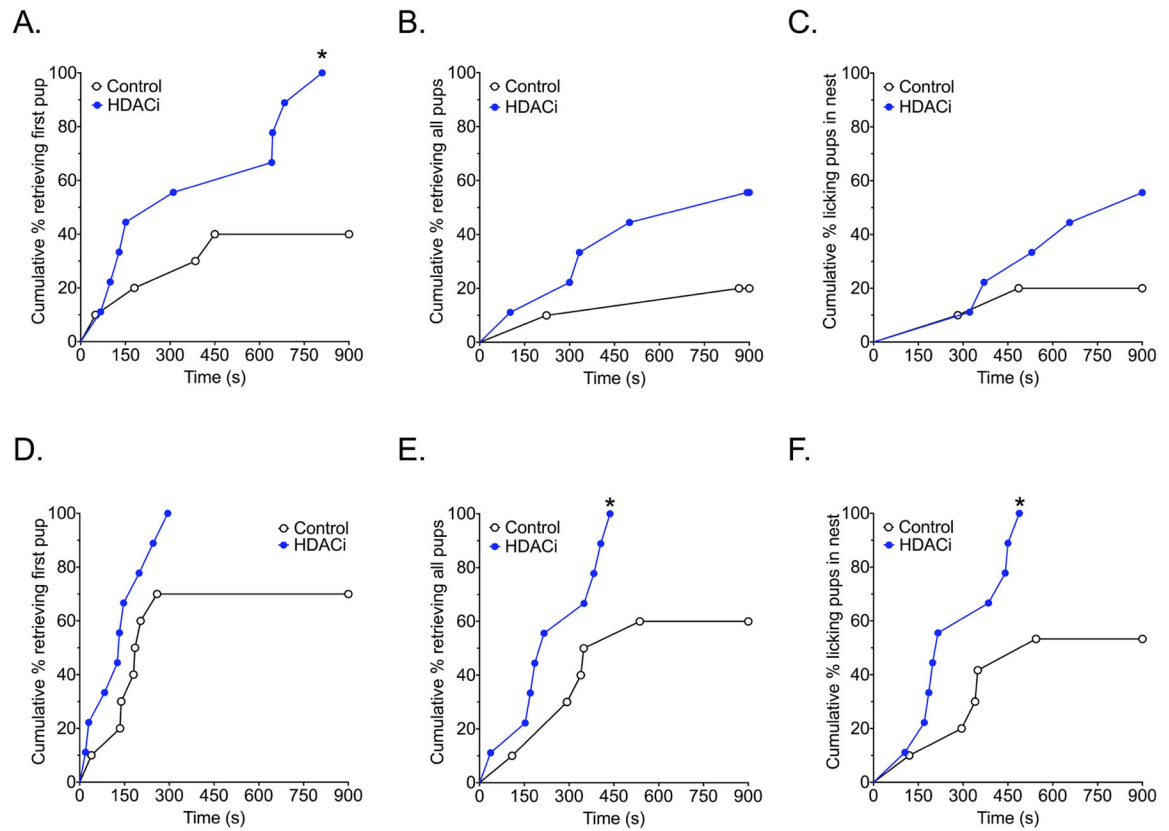 A.
*
Cumulative % retrieving first pup
100
80
60
40
20
0
Control
HDACi
0 150 300 450 600 750 900
Time (s)
B.
Cumulative % retrieving all pups
100
80
60
40
20
0
Control
HDACi
0 150 300 450 600 750 900
Time (s)
C.
Cumulative % licking pups in nest
100
80
60
40
20
0
Control
HDACi
0 150 300 450 600 750 900
Time (s)
D.
Cumulative % retrieving first pup
100
80
60
40
20
0
Control
HDACi
0 150 300 450 600 750 900
Time (s)
E.
*
Cumulative % retrieving all pups
100
80
60
40
20
0
Control
HDACi
0 150 300 450 600 750 900
Time (s)
F.
*
Cumulative % licking pups in nest
100
80
60
40
20
0
Control
HDACi
0 150 300 450 600 750 900
Time (s)